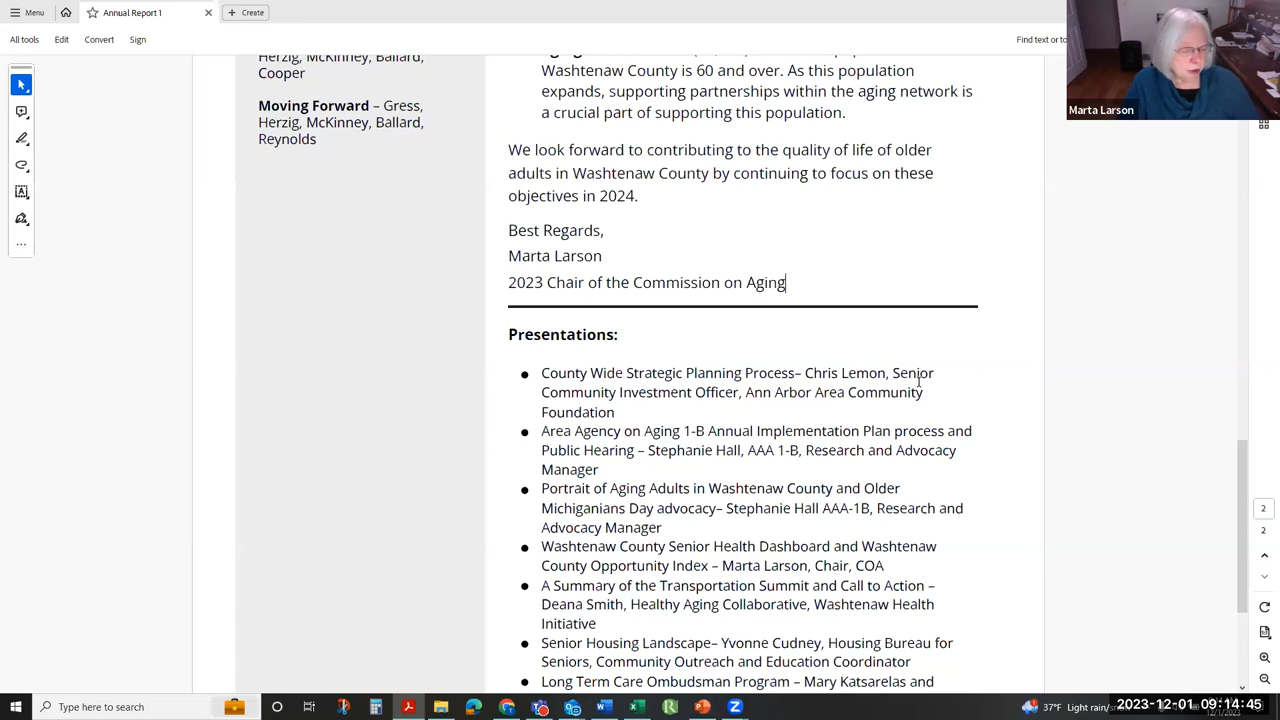 Menu
Annual Report 1
Create
All tools
Edit
Convert
Sign
Find text or to
Marta Larson
Herzig, McKinney, Ballard,
Cooper
Moving Forward – Gress,
Herzig, McKinney, Ballard,
Reynolds
Washtenaw County is 60 and over. As this population
expands, supporting partnerships within the aging network is
a crucial part of supporting this population.
We look forward to contributing to the quality of life of older
adults in Washtenaw County by continuing to focus on these
objectives in 2024.
Best Regards,
Marta Larson
2023 Chair of the Commission on Aging
Presentations:
● County Wide Strategic Planning Process– Chris Lemon, Senior
Community Investment Officer, Ann Arbor Area Community
Foundation
● Area Agency on Aging 1-B Annual Implementation Plan process and
Public Hearing – Stephanie Hall, AAA 1-B, Research and Advocacy
Manager
● Portrait of Aging Adults in Washtenaw County and Older
Michiganians Day advocacy– Stephanie Hall AAA-1B, Research and
Advocacy Manager
● Washtenaw County Senior Health Dashboard and Washtenaw
County Opportunity Index – Marta Larson, Chair, COA
● A Summary of the Transportation Summit and Call to Action –
Deana Smith, Healthy Aging Collaborative, Washtenaw Health
Initiative
● Senior Housing Landscape– Yvonne Cudney, Housing Bureau for
Seniors, Community Outreach and Education Coordinator
● Long Term Care Ombudsman Program – Mary Katsarelas and
2
2
Type here to search
37°F Light rain/s
2023-12-01 09:14:45